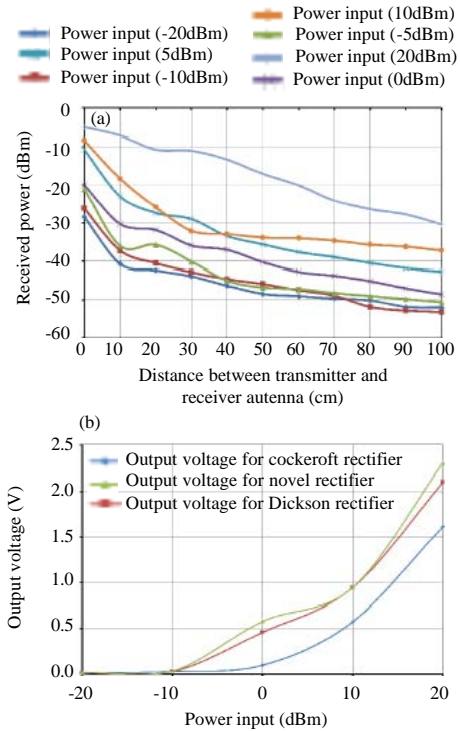 Power input (-20dBm)
Power input (5dBm)
Power input (-10dBm)
Power input (10dBm)
Power input (-5dBm)
Power input (20dBm)
Power input (0dBm)
(a)
Received power (dBm)
0
-10
-20
-30
-40
-50
-60
0 10 20 30 40 50 60 70 80 90 100
Distance between transmitter and
receiver autenna (cm)
(b)
Output voltage (V)
2.5
2.0
1.5
1.0
0.5
0.0
Output voltage for cockeroft rectifier
Output voltage for novel rectifier
Output voltage for Dickson rectifier
-20 -10 0 10 20
Power input (dBm)